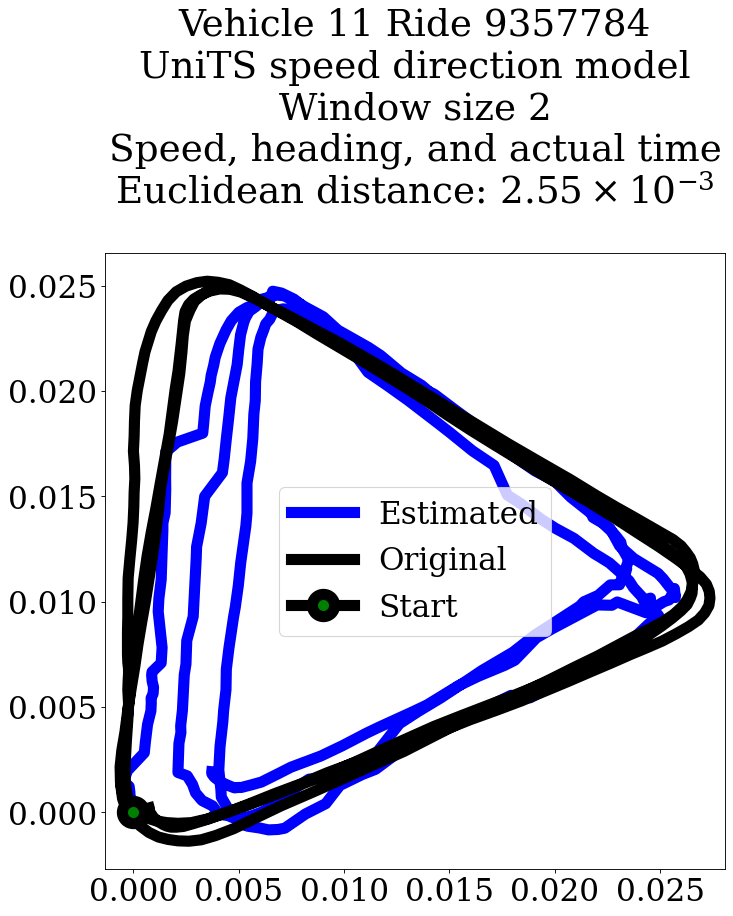 Vehicle 11 Ride 9357784
UniTS speed direction model
Window size 2
Speed, heading, and actual time
Euclidean distance: 2.55 × 10⁻³
0.025
0.020
0.015
0.010
0.005
0.000
Estimated
Original
Start
0.000 0.005 0.010 0.015 0.020 0.025